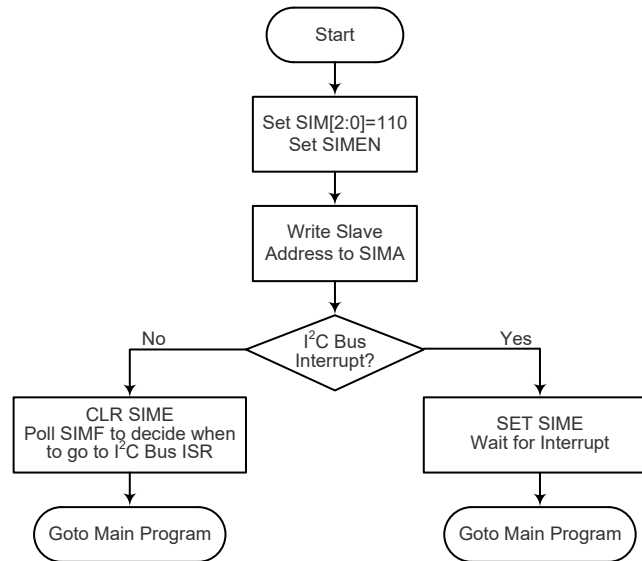 Start
Set SIM[2:0]=110
Set SIMEN
Write Slave
Address to SIMA
I²C Bus
Interrupt?
No
Yes
CLR SIME
Poll SIMF to decide when
to go to I²C Bus ISR
SET SIME
Wait for Interrupt
Goto Main Program
Goto Main Program